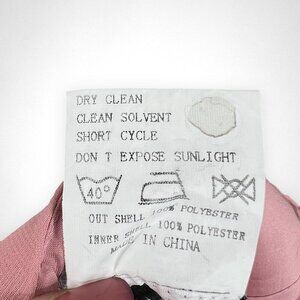 DRY CLEAN
CLEAN SOLVENT
SHORT CYCLE
DON T EXPOSE SUNLIGHT
40°
OUT SHELL 100% POLYBSTER
INNER SHELL 100% POLYESTER
MADE IN CHINA